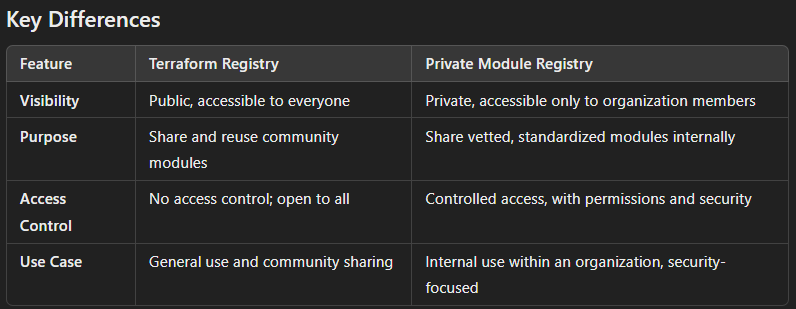 Key Differences
Feature Terraform Registry Private Module Registry
Visibility Public, accessible to everyone Private, accessible only to organization members
Purpose Share and reuse community Share vetted, standardized modules internally
modules
Access No access control; open to all Controlled access, with permissions and security
Control
Use Case General use and community sharing Internal use within an organization, security-
focused